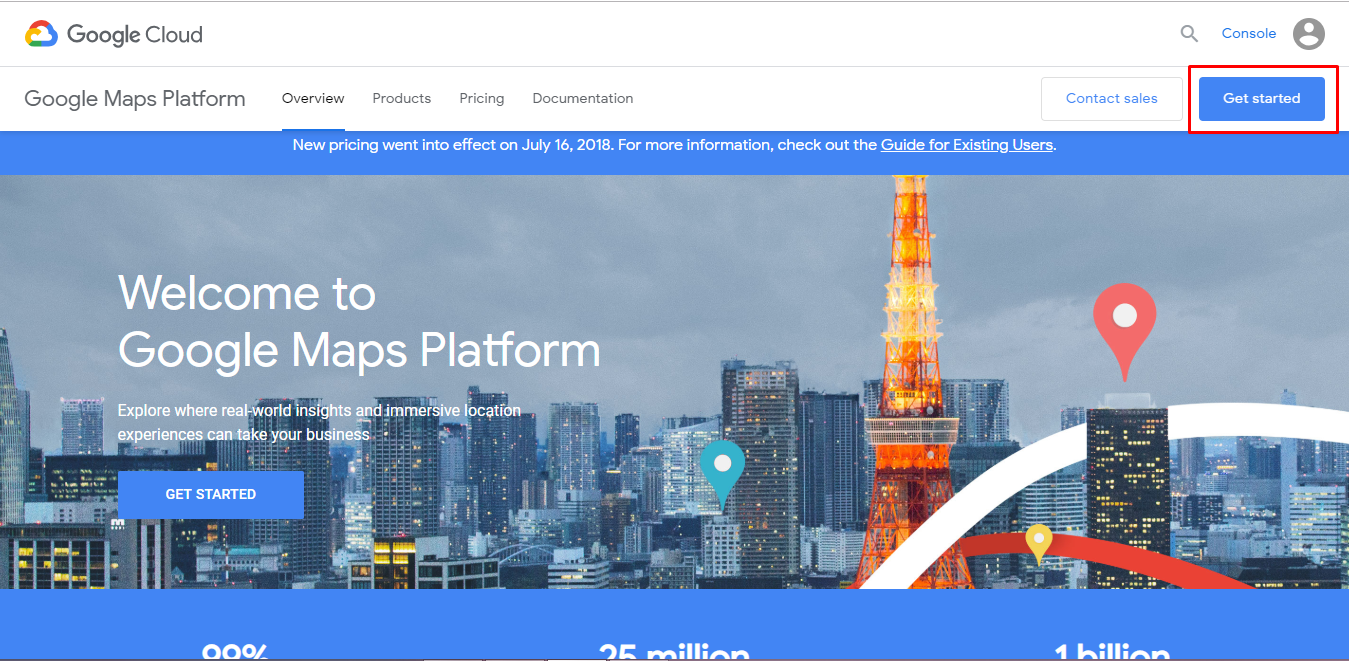 Google Cloud
Console
Google Maps Platform
Overview
Products
Pricing
Documentation
Contact sales
Get started
New pricing went into effect on July 16, 2018. For more information, check out the Guide for Existing Users.
Welcome to
Google Maps Platform
Explore where real-world insights and immersive location
experiences can take your business
GET STARTED
99%
25 million
1 billion